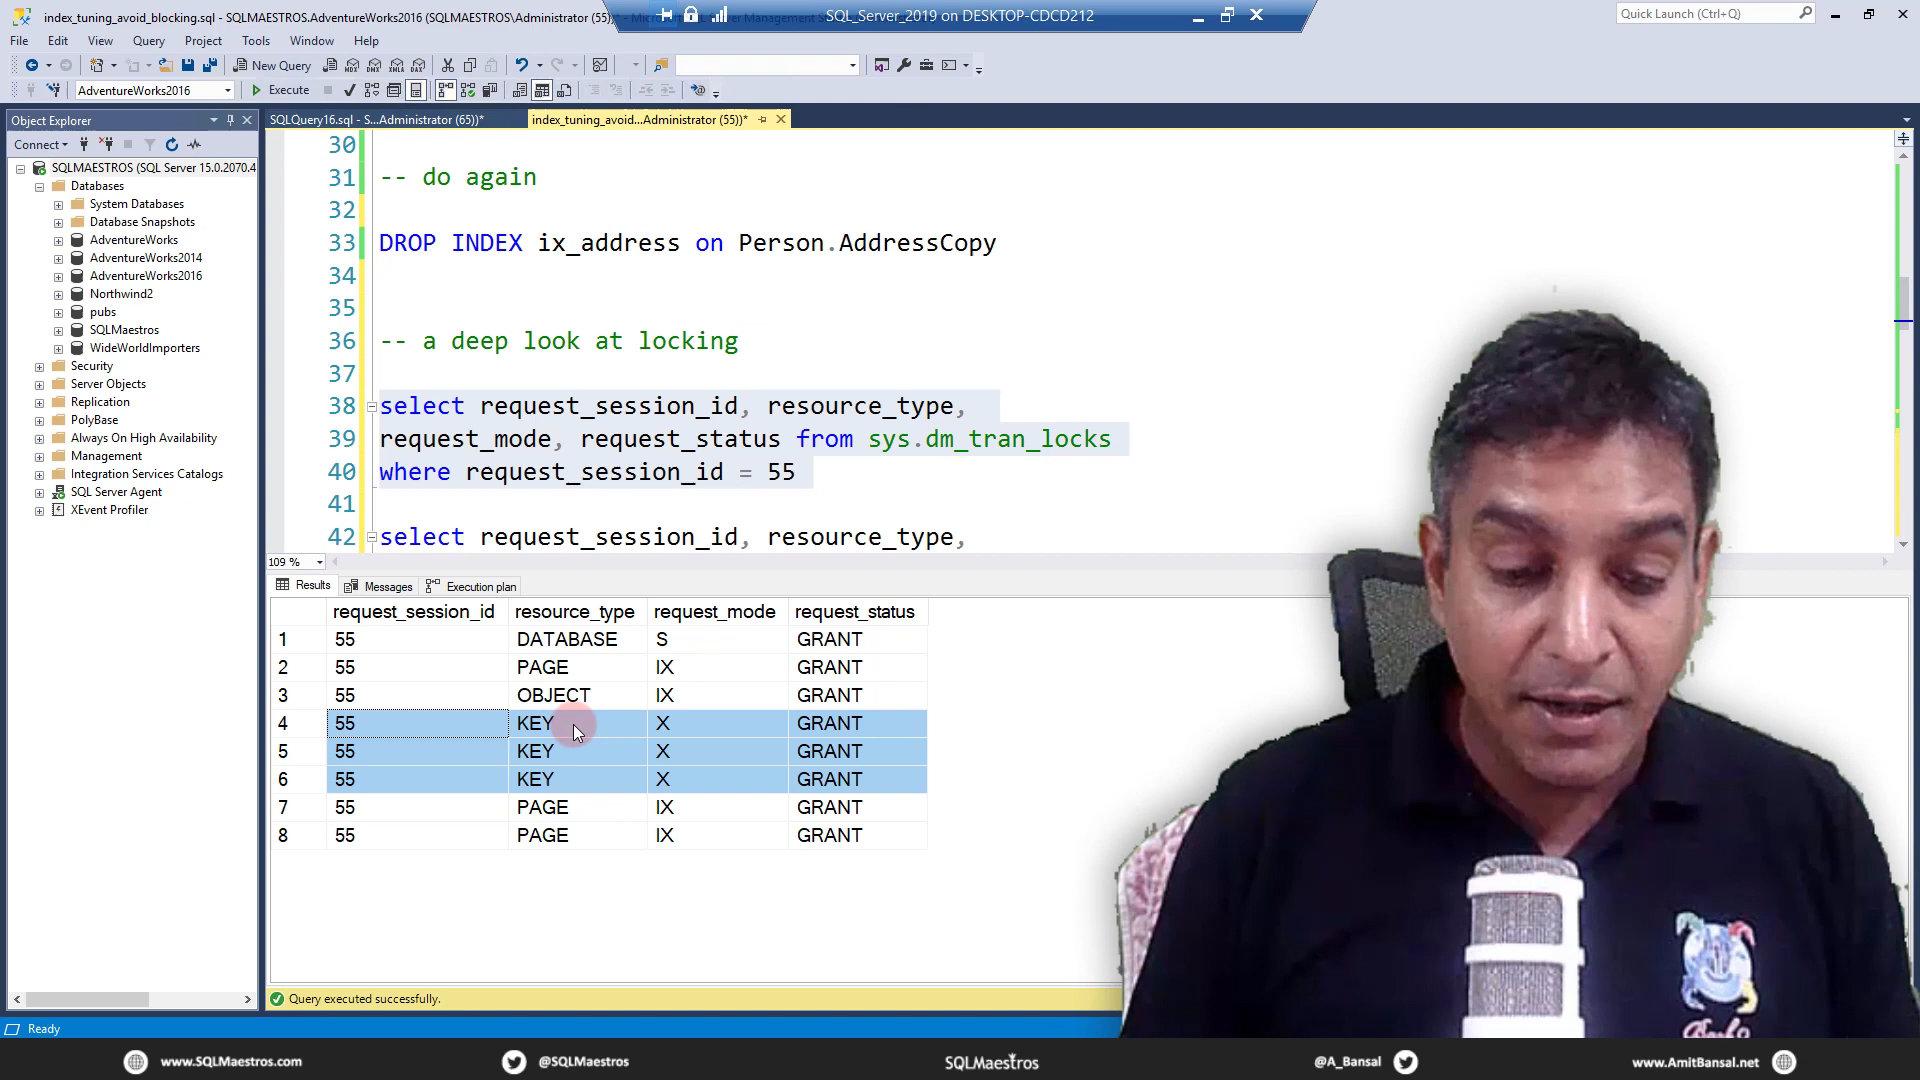 index_tuning_avoid_blocking.sql - SQLMAESTROS.AdventureWorks2016 (SQLMAESTROS\Administrator (55))*
SQL_Server_2019 on DESKTOP-CDCD212
Quick Launch (Ctrl+Q)
File Edit View Query Project Tools Window Help
New Query
MDX DMX XMLA DAX
AdventureWorks2016
Execute
Object Explorer
SQLQuery16.sql - S...Administrator (65))*
index_tuning_avoid...Administrator (55))*
Connect
SQLMAESTROS (SQL Server 15.0.2070.4
Databases
System Databases
Database Snapshots
AdventureWorks
AdventureWorks2014
AdventureWorks2016
Northwind2
pubs
SQLMaestros
WideWorldImporters
Security
Server Objects
Replication
PolyBase
Always On High Availability
Management
Integration Services Catalogs
SQL Server Agent
XEvent Profiler
30
31 -- do again
32
33 DROP INDEX ix_address on Person.AddressCopy
34
35
36 -- a deep look at locking
37
38 select request_session_id, resource_type,
39 request_mode, request_status from sys.dm_tran_locks
40 where request_session_id = 55
41
42 select request_session_id, resource_type,
109 %
Results Messages Execution plan
request_session_id resource_type request_mode request_status
1 55 DATABASE S GRANT
2 55 PAGE IX GRANT
3 55 OBJECT IX GRANT
4 55 KEY X GRANT
5 55 KEY X GRANT
6 55 KEY X GRANT
7 55 PAGE IX GRANT
8 55 PAGE IX GRANT
Query executed successfully.
Ready
www.SQLMaestros.com
@SQLMaestros
SQLMaestros
@A_Bansal
www.AmitBansal.net